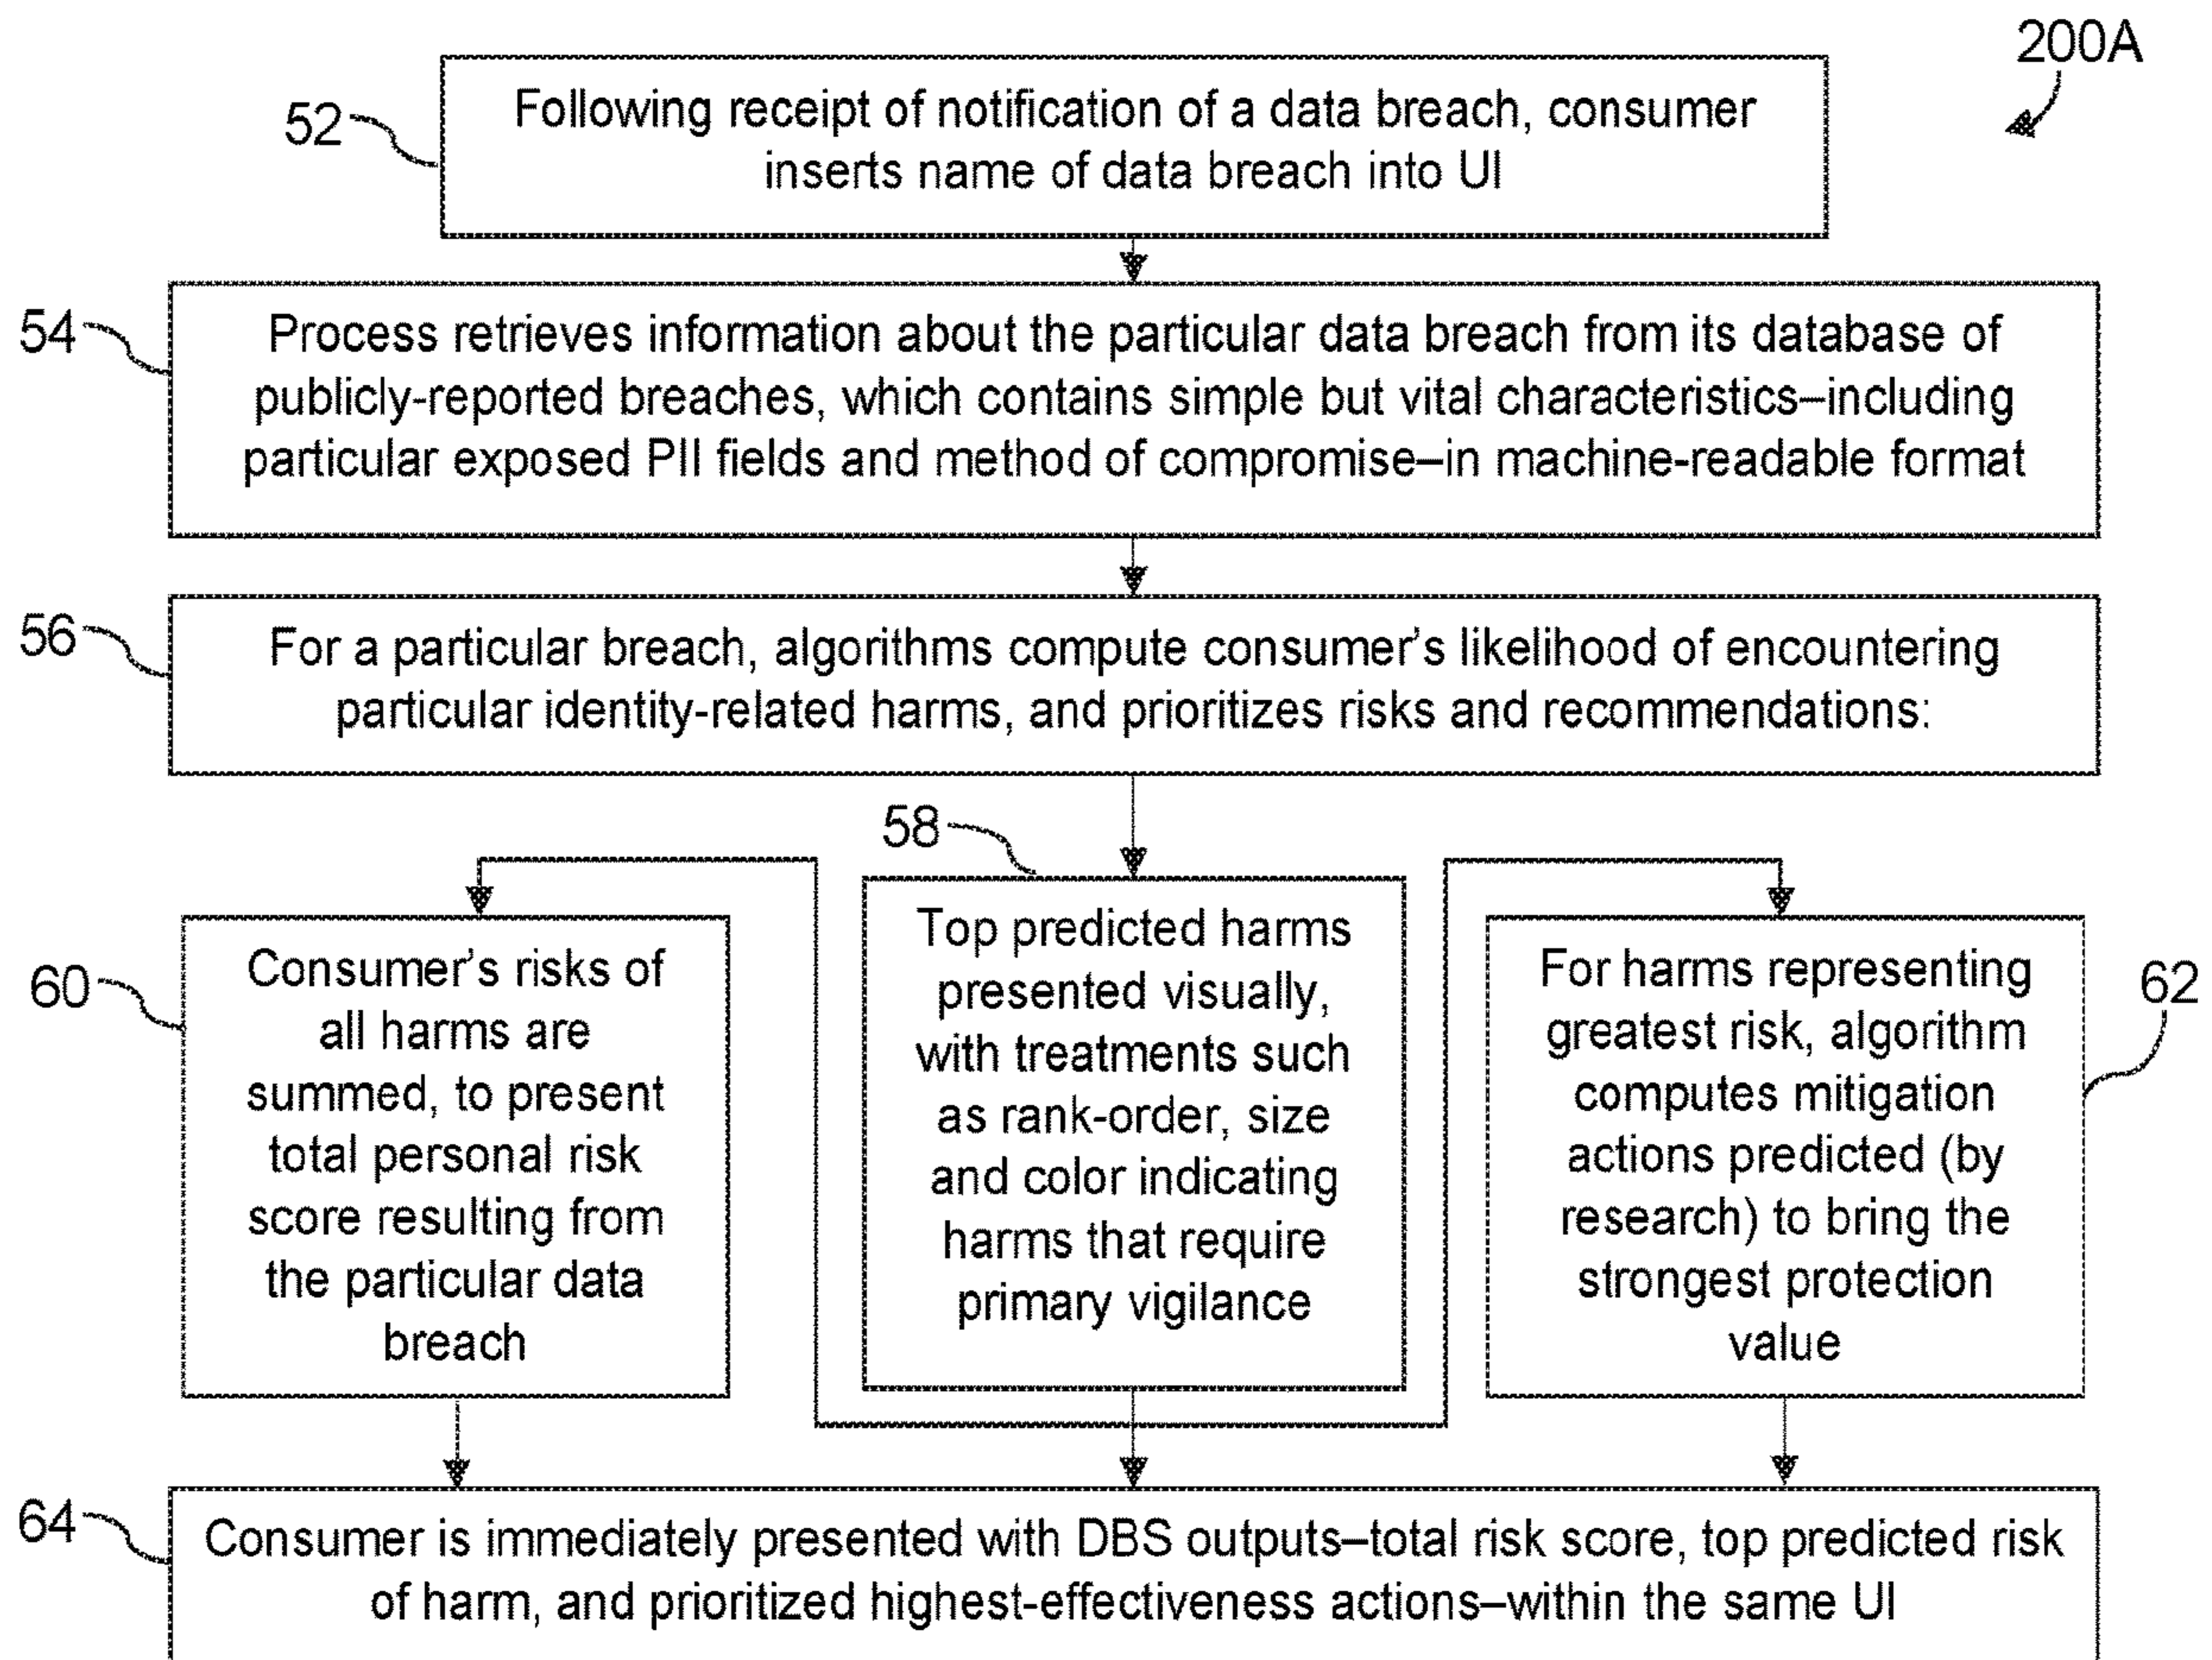 200A
52
Following receipt of notification of a data breach, consumer
inserts name of data breach into UI
54
Process retrieves information about the particular data breach from its database of
publicly-reported breaches, which contains simple but vital characteristics–including
particular exposed PII fields and method of compromise–in machine-readable format
56
For a particular breach, algorithms compute consumer's likelihood of encountering
particular identity-related harms, and prioritizes risks and recommendations:
60
Consumer's risks of
all harms are
summed, to present
total personal risk
score resulting from
the particular data
breach
58
Top predicted harms
presented visually,
with treatments such
as rank-order, size
and color indicating
harms that require
primary vigilance
62
For harms representing
greatest risk, algorithm
computes mitigation
actions predicted (by
research) to bring the
strongest protection
value
64
Consumer is immediately presented with DBS outputs–total risk score, top predicted risk
of harm, and prioritized highest-effectiveness actions–within the same UI